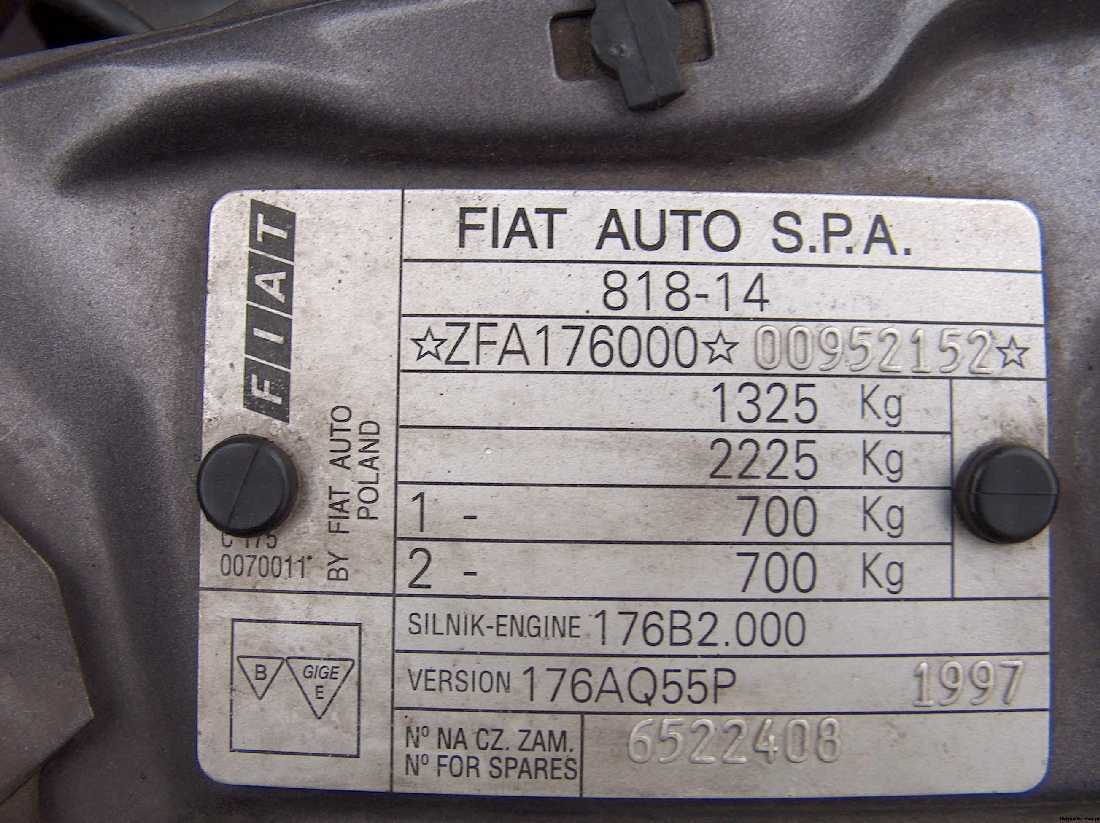 FIAT
FIAT AUTO S.P.A.
818-14
☆ZFA176000☆00952152☆
1325 Kg
2225 Kg
1 - 700 Kg
2 - 700 Kg
BY FIAT AUTO
POLAND
C 175
0070011*
SILNIK-ENGINE 176B2.000
VERSION 176AQ55P 1997
Nº NA CZ. ZAM.
Nº FOR SPARES
6522408
B
GIGE
E